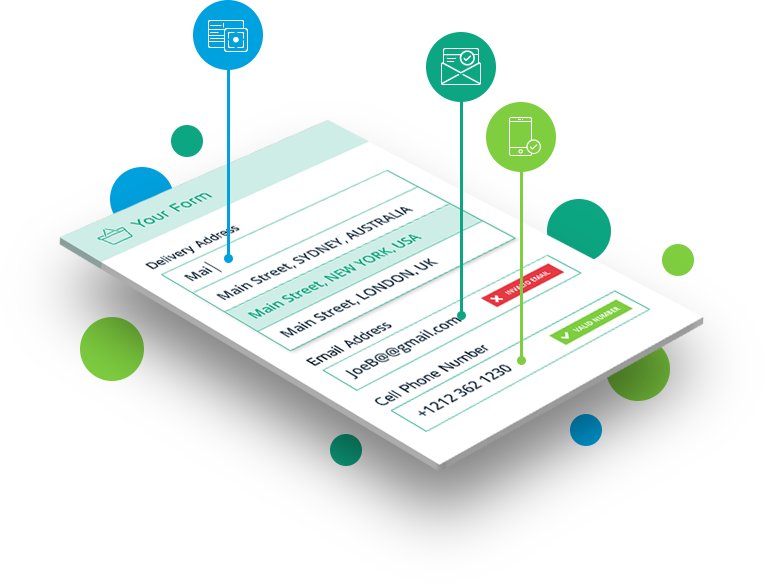 Your Form
Delivery Address
Mai
Main Street, SYDNEY ,AUSTRALIA
Main Street, NEW YORK, USA
Main Street, LONDON, UK
Email Address
JoeB@@gmail.com
INVALID EMAIL
Cell Phone Number
+1212 362 1230
VALID NUMBER